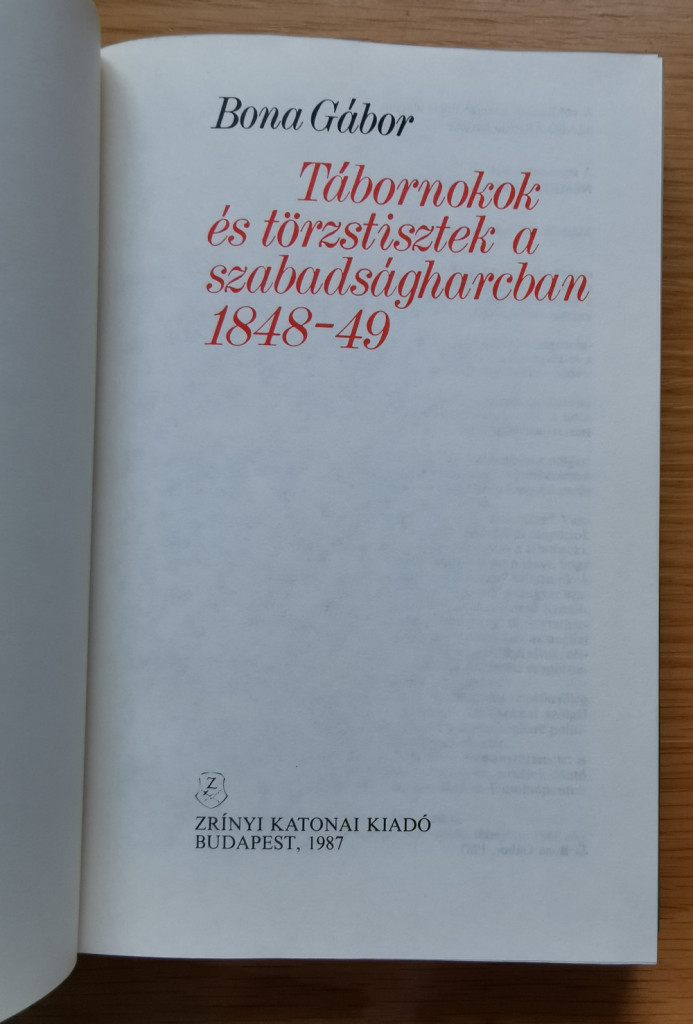 Bona Gábor
Tábornokok
és törzstisztek a
szabadságharcban
1848-49
Z
ZRÍNYI KATONAI KIADÓ
BUDAPEST, 1987